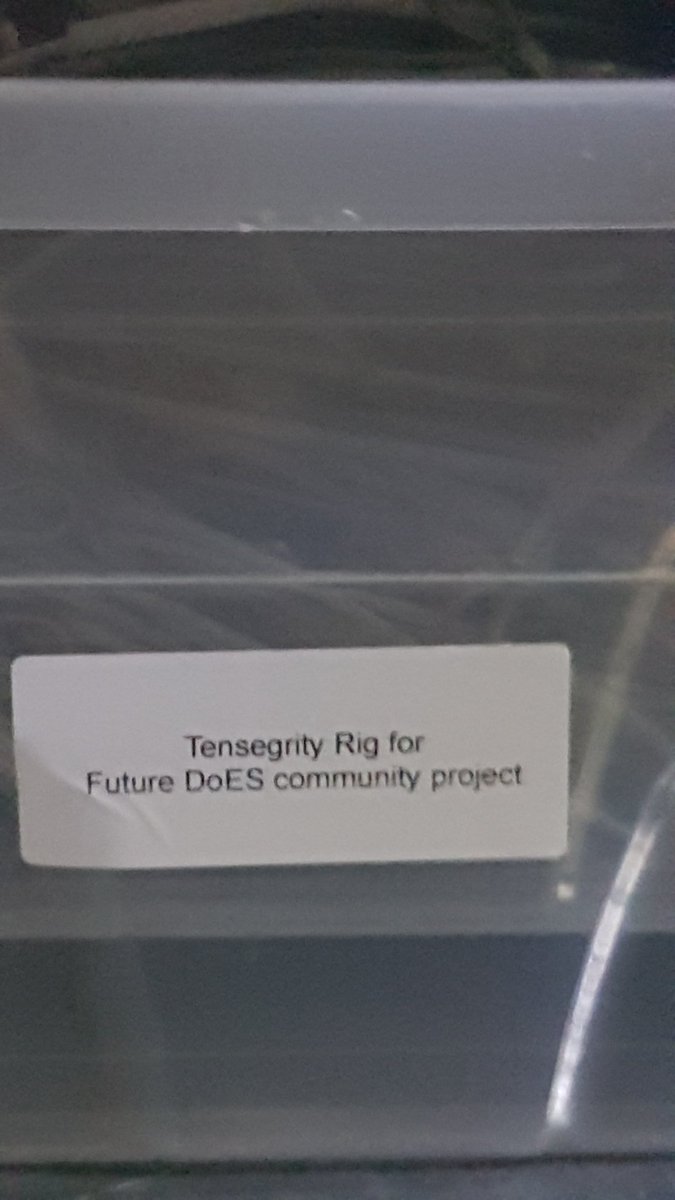 Tensegrity Rig for
Future DoES community project